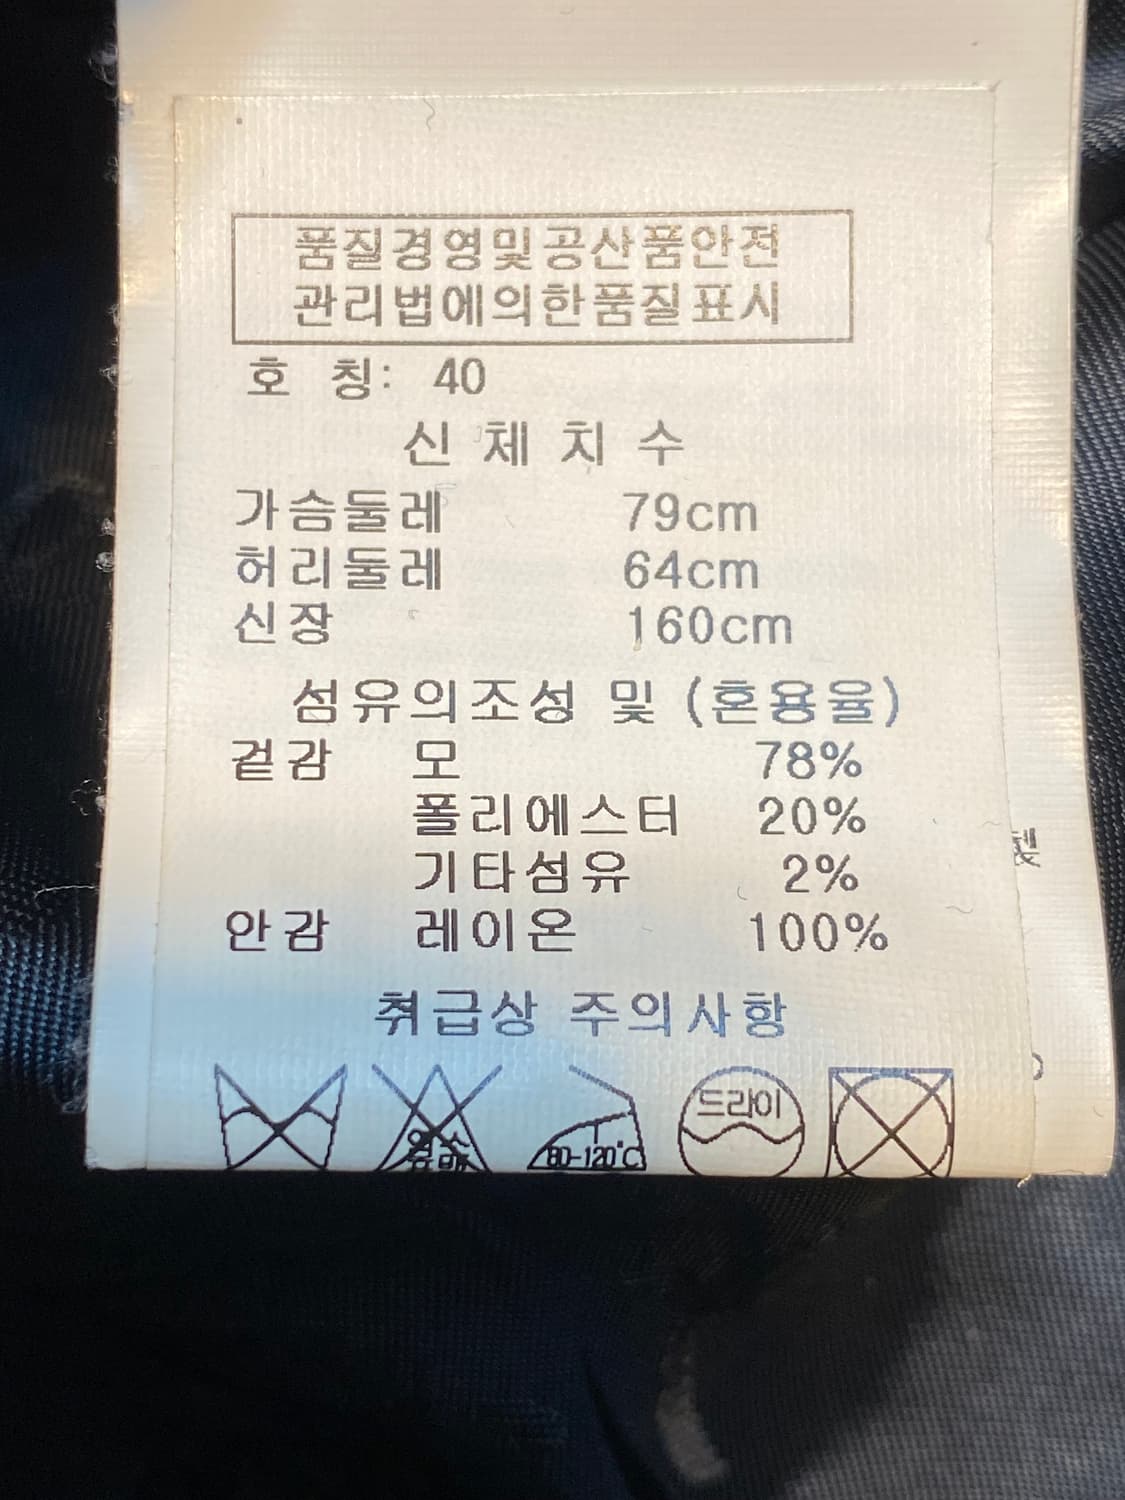 품질경영및공산품안전
관리법에의한품질표시
호 칭: 40
신 체 치 수
가슴둘레 79cm
허리둘레 64cm
신장 160cm
섬유의조성 및 (혼용율)
겉감 모 78%
폴리에스터 20%
기타섬유 2%
안감 레이온 100%
취급상 주의사항
염소
표백
80-120°C
드라이